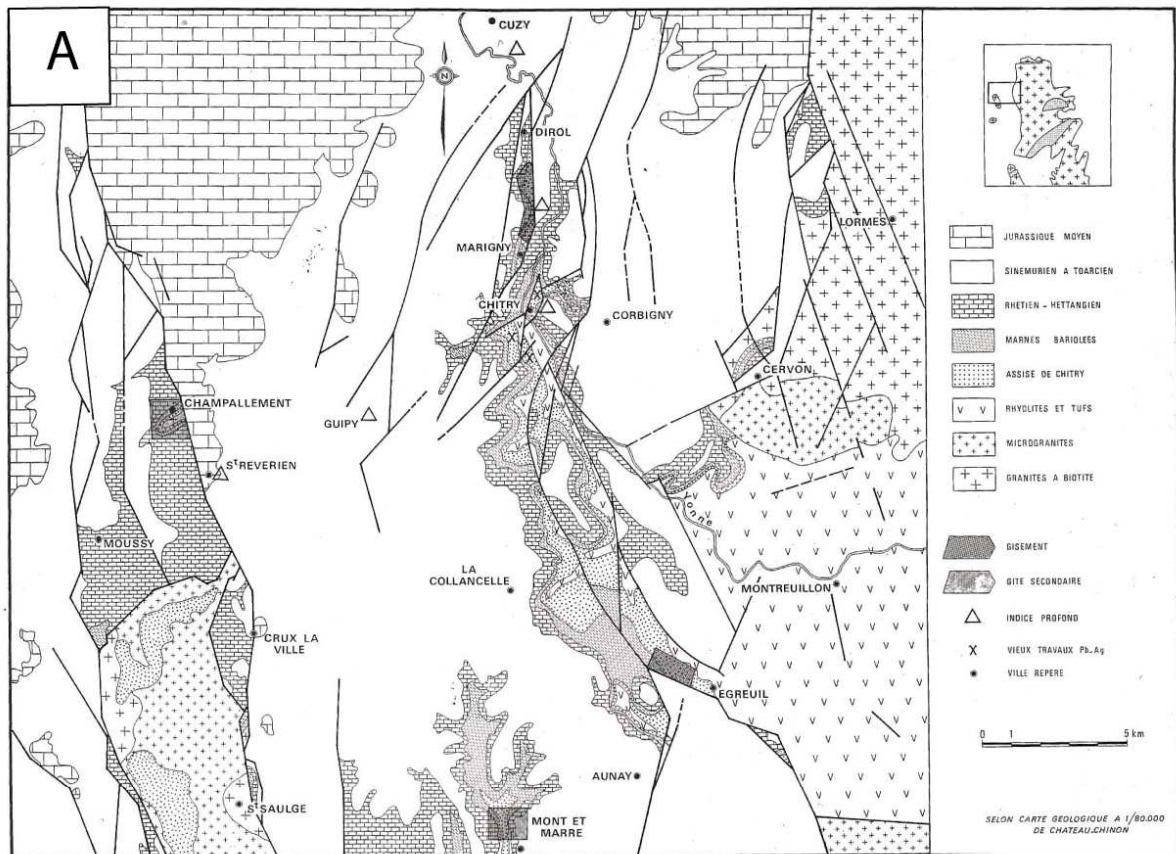 A
CUZY
N
DIROL
MARIGNY
CHITRY
CORBIGNY
LORMES
CERVON
CHAMPALLEMENT
GUIPY
ST REVERIEN
MOUSSY
Yonne
LA
COLLANCELLE
MONTREUILLON
CRUX LA
VILLE
EGREUIL
AUNAY
ST SAULGE
MONT ET
MARRE
JURASSIQUE MOYEN
SINEMURIEN A TOARCIEN
RHETIEN - HETTANGIEN
MARNES BARIOLEES
ASSISE DE CHITRY
RHYOLITES ET TUFS
MICROGRANITES
GRANITES A BIOTITE
GISEMENT
GITE SECONDAIRE
INDICE PROFOND
VIEUX TRAVAUX Pb.Ag
VILLE REPERE
0 1 5 km
SELON CARTE GEOLOGIQUE A 1/80.000
DE CHATEAU.CHINON